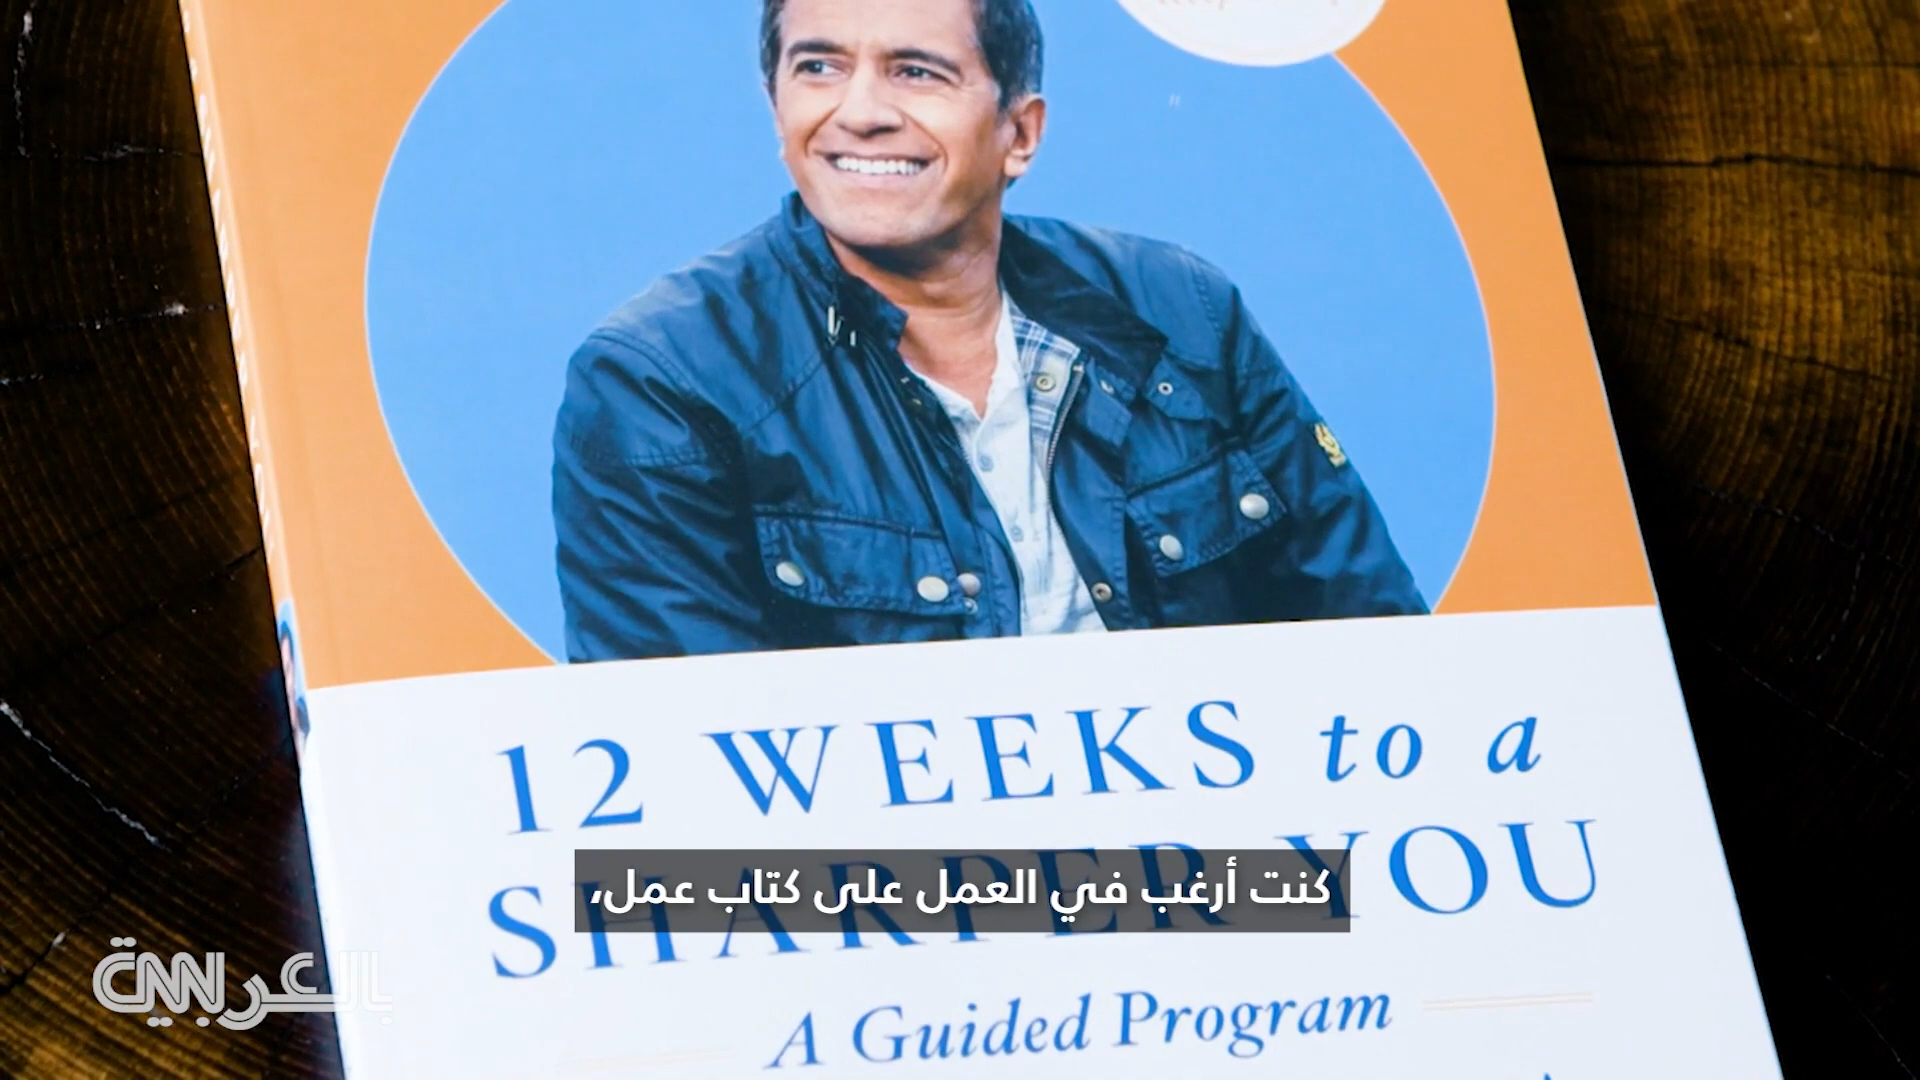 12 WEEKS to a
SHARPER YOU
كنت أرغب في العمل على كتاب عمل،
A Guided Program
CNN بالعربية